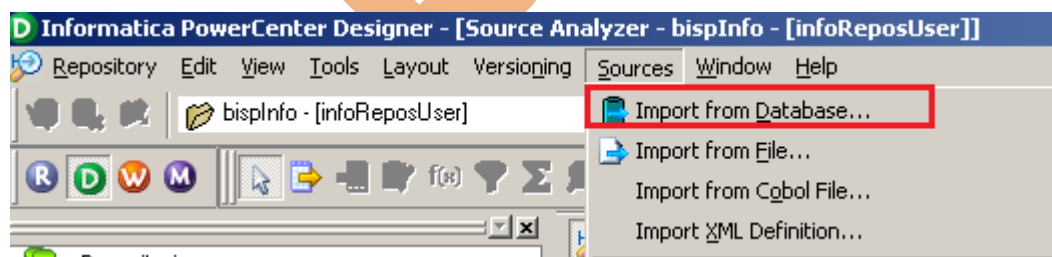 D Informatica PowerCenter Designer - [Source Analyzer - bispInfo - [infoReposUser]]
Repository Edit View Tools Layout Versioning Sources Window Help
bispInfo - [infoReposUser]
Import from Database...
Import from File...
R D W M f(x) Σ
Import from Cobol File...
Import XML Definition...